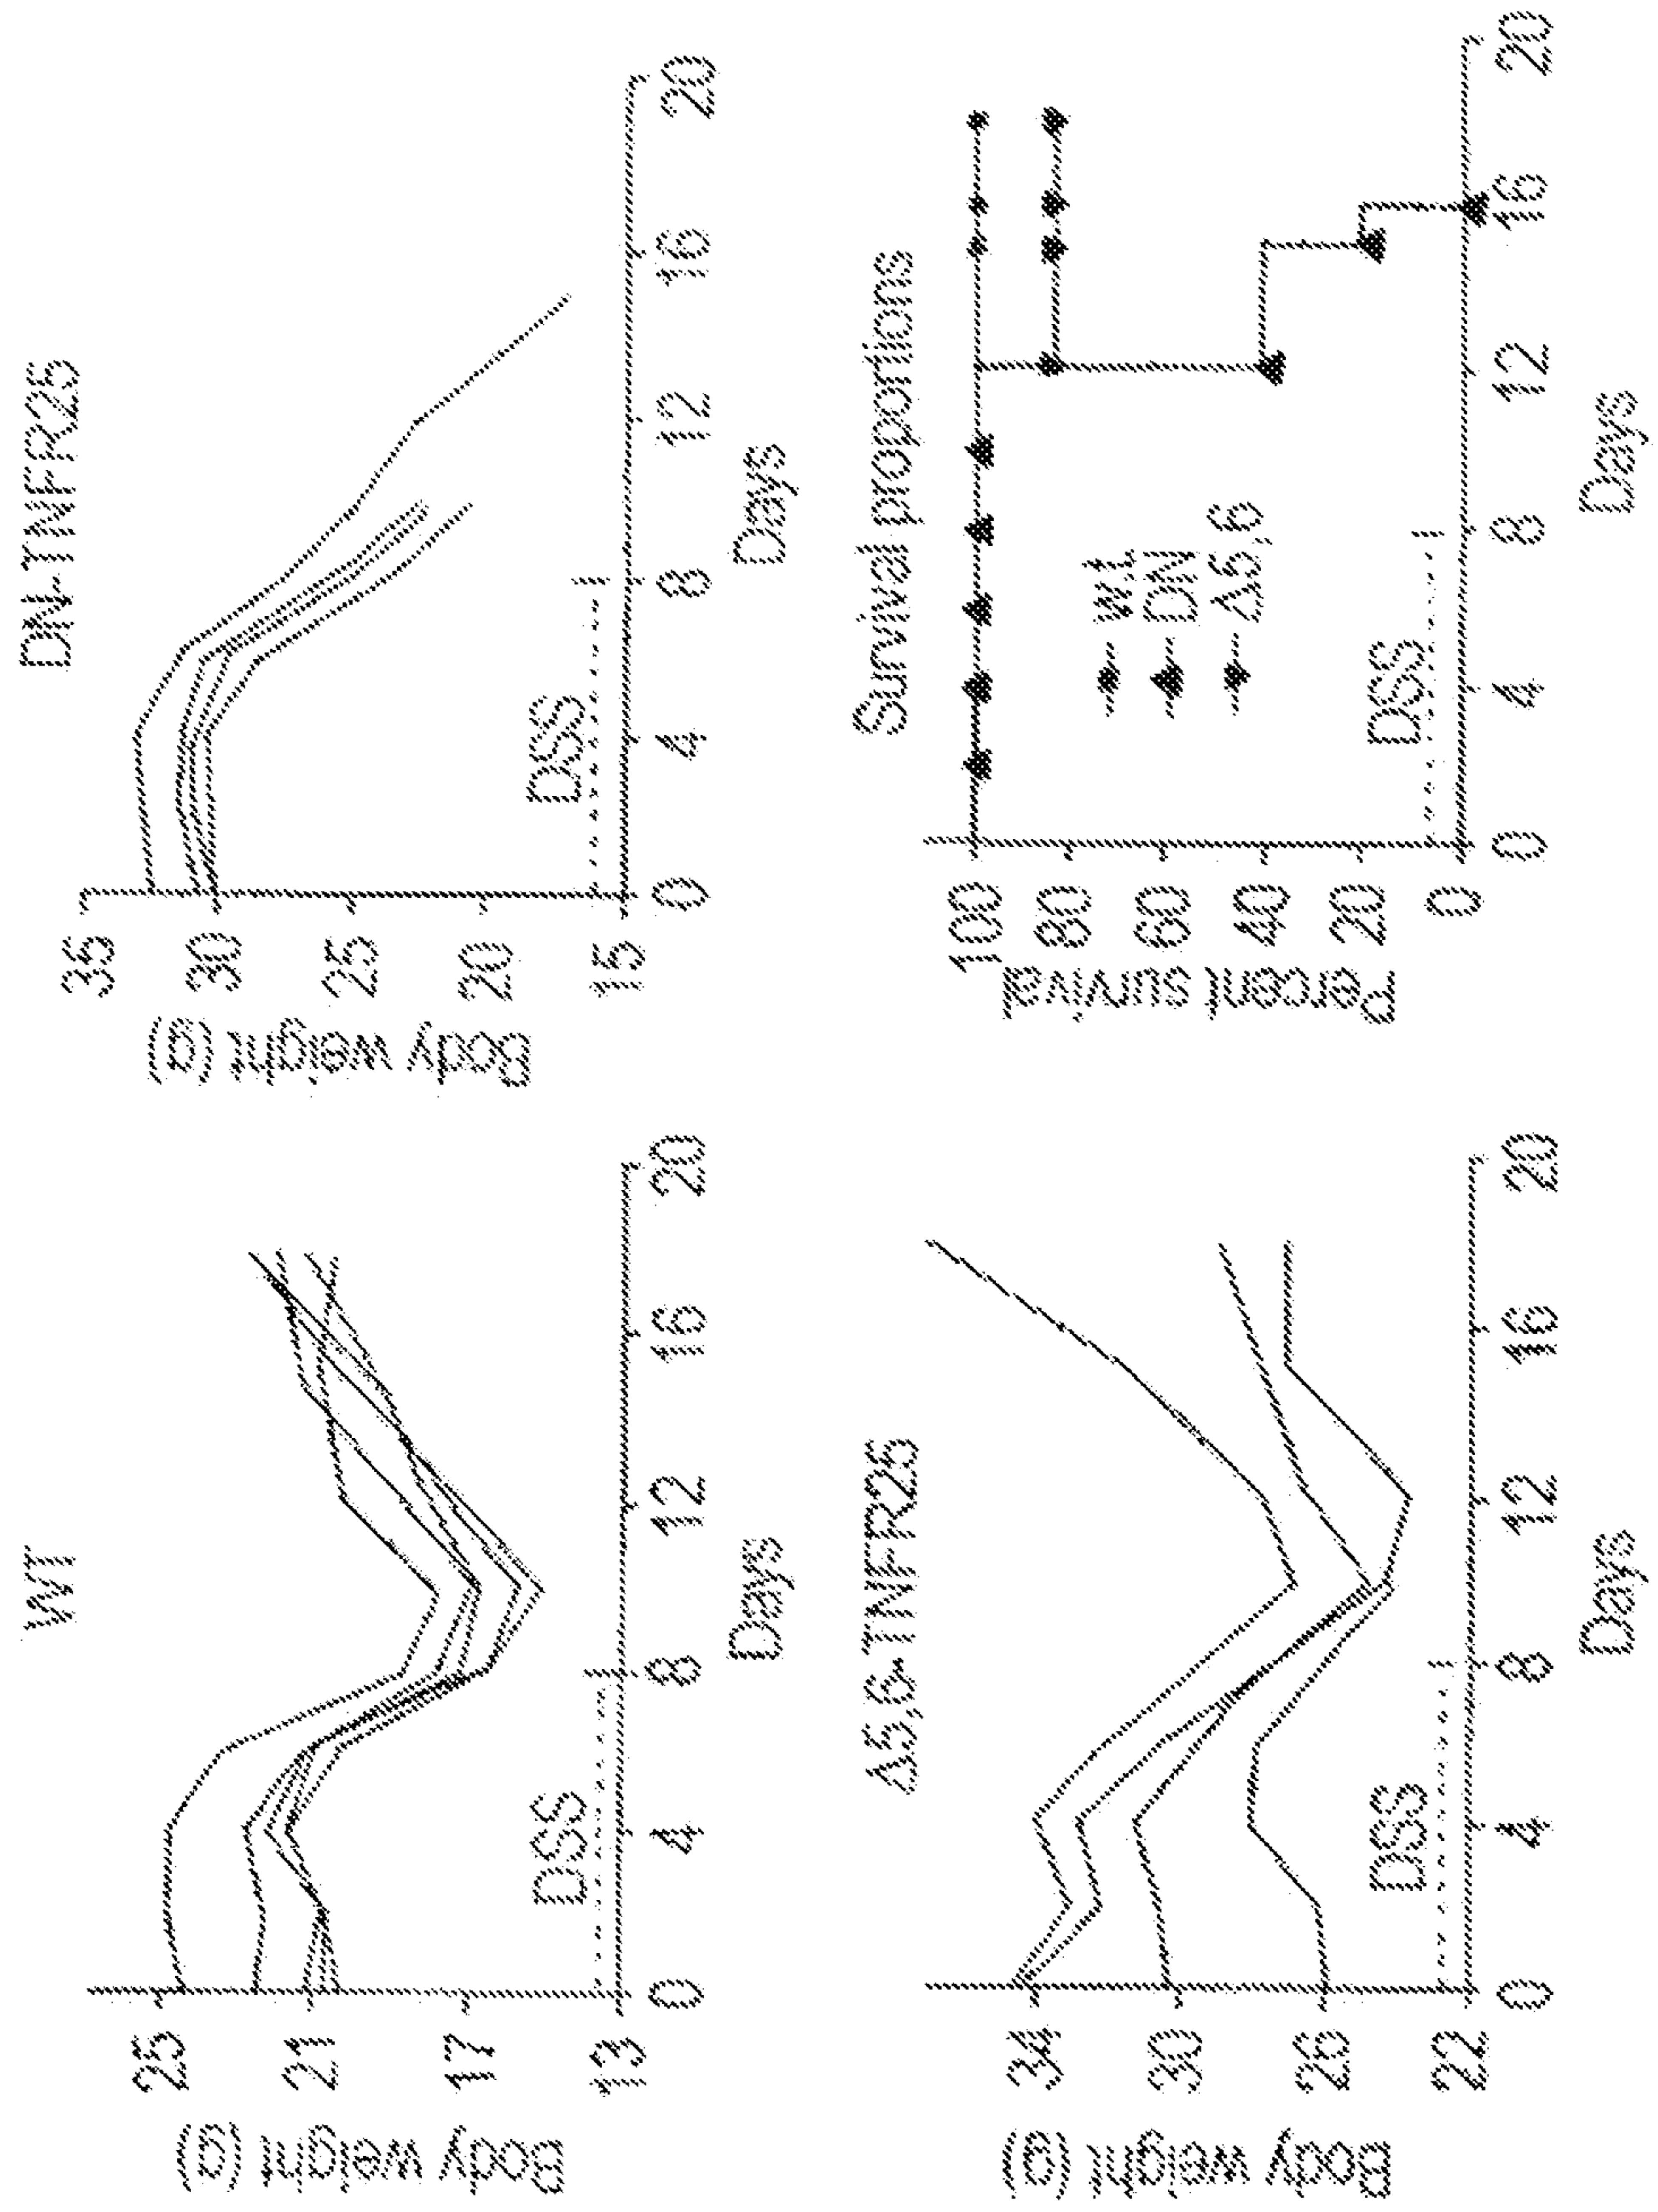 WT
Body weight (g)
25
21
17
13
DSS
0 4 8 12 16 20
Days
DN-TNFR25
Body weight (g)
35
30
25
20
15
DSS
0 4 8 12 16 20
Days
Δ5,6-TNFR25
Body weight (g)
34
30
26
22
DSS
0 4 8 12 16 20
Days
Survival proportions
Percent survival
100
80
60
40
20
0
w.t.
DN
Δ5,6
DSS
0 4 8 12 16 20
Days